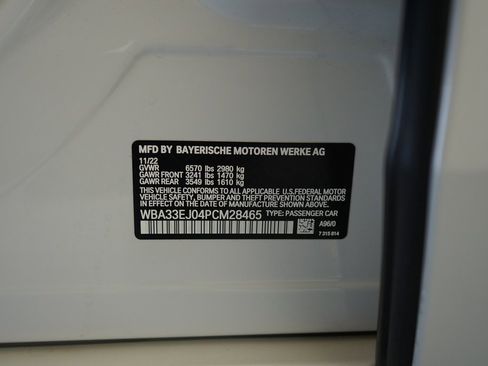 MFD BY BAYERISCHE MOTOREN WERKE AG
11/22
GVWR 6570 lbs 2980 kg
GAWR FRONT 3241 lbs 1470 kg
GAWR REAR 3549 lbs 1610 kg
THIS VEHICLE CONFORMS TO ALL APPLICABLE U.S.FEDERAL MOTOR
VEHICLE SAFETY, BUMPER AND THEFT PREVENTION STANDARDS
IN EFFECT ON THE DATE OF MANUFACTURE SHOWN ABOVE.
WBA33EJ04PCM28465 TYPE: PASSENGER CAR
A96/0
7 315 814